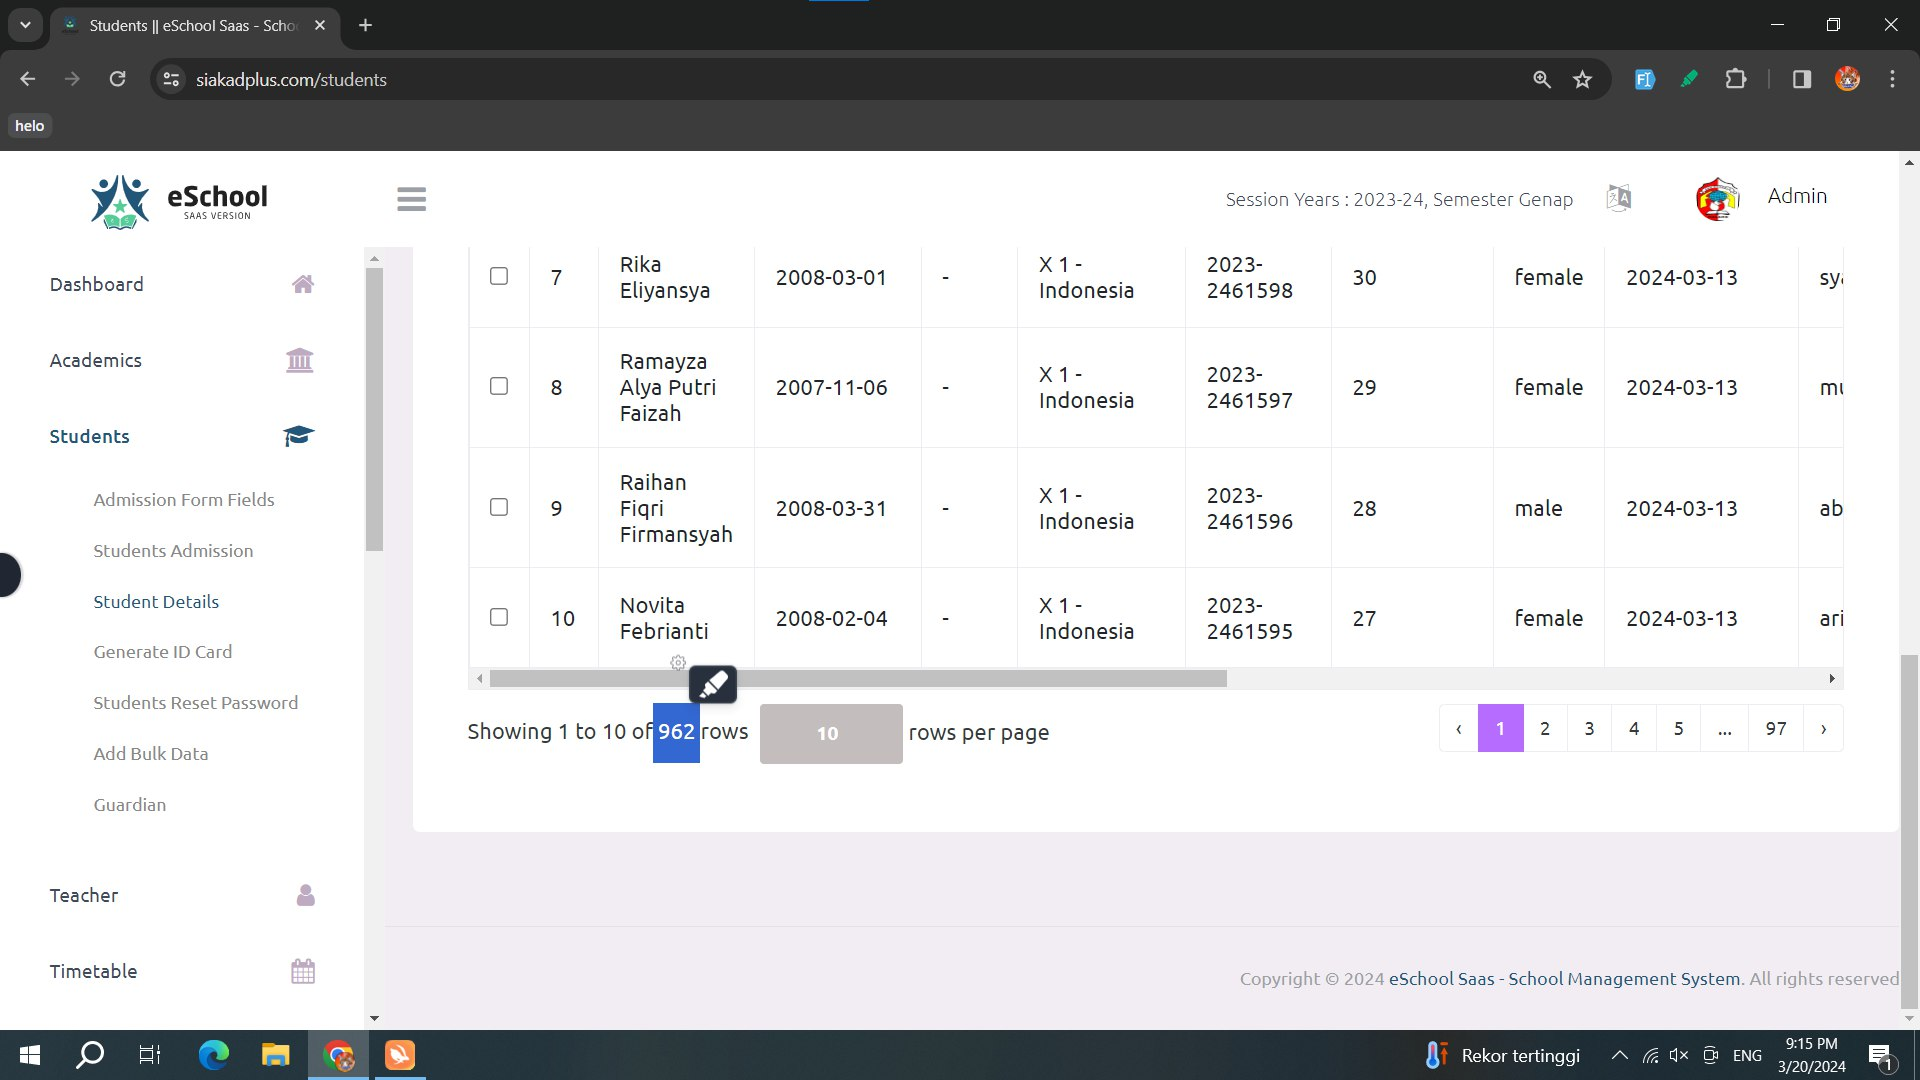 Students || eSchool Saas - Scho
siakadplus.com/students
helo
eSchool
SAAS VERSION
Session Years : 2023-24, Semester Genap
Admin
Dashboard
Academics
Students
Admission Form Fields
Students Admission
Student Details
Generate ID Card
Students Reset Password
Add Bulk Data
Guardian
Teacher
Timetable
7 Rika Eliyansya 2008-03-01 - X 1 - Indonesia 2023-2461598 30 female 2024-03-13 sya
8 Ramayza Alya Putri Faizah 2007-11-06 - X 1 - Indonesia 2023-2461597 29 female 2024-03-13 mu
9 Raihan Fiqri Firmansyah 2008-03-31 - X 1 - Indonesia 2023-2461596 28 male 2024-03-13 ab
10 Novita Febrianti 2008-02-04 - X 1 - Indonesia 2023-2461595 27 female 2024-03-13 ari
Showing 1 to 10 of 962 rows 10 rows per page
‹ 1 2 3 4 5 ... 97 ›
Copyright © 2024 eSchool Saas - School Management System. All rights reserved
Rekor tertinggi
ENG
9:15 PM
3/20/2024
1